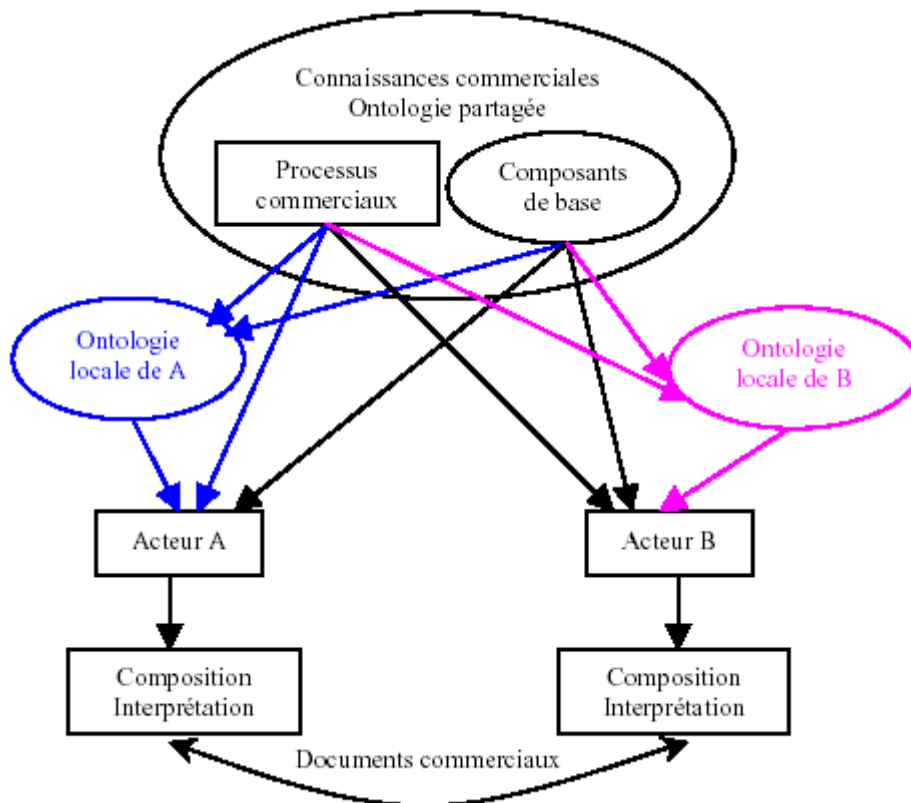 Connaissances commerciales
Ontologie partagée
Processus
commerciaux
Composants
de base
Ontologie
locale de A
Ontologie
locale de B
Acteur A
Acteur B
Composition
Interprétation
Composition
Interprétation
Documents commerciaux